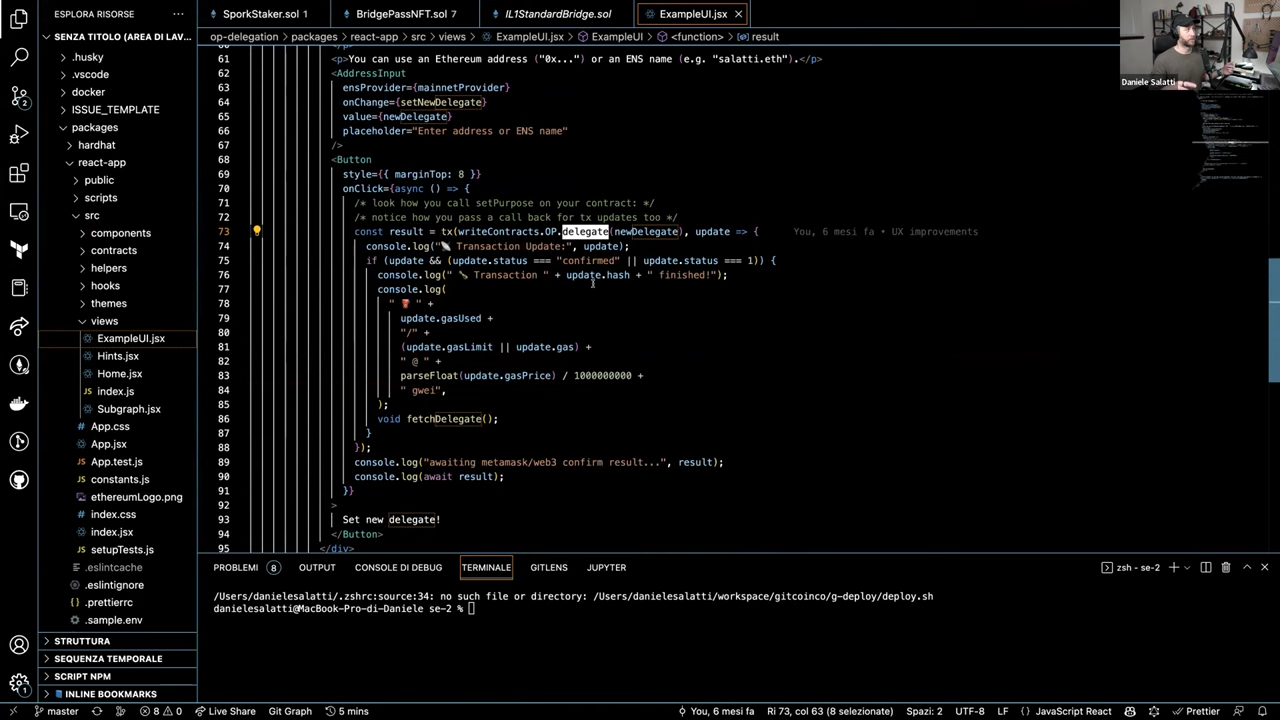 ESPLORA RISORSE
SporkStaker.sol 1
BridgePassNFT.sol 7
IL1StandardBridge.sol
ExampleUI.jsx
SENZA TITOLO (AREA DI LAV...
op-delegation > packages > react-app > src > views > ExampleUI.jsx > ExampleUI > <function> > result
.husky
.vscode
docker
ISSUE_TEMPLATE
packages
hardhat
react-app
public
scripts
src
components
contracts
helpers
hooks
themes
views
ExampleUI.jsx
Hints.jsx
Home.jsx
index.js
Subgraph.jsx
App.css
App.jsx
App.test.js
constants.js
ethereumLogo.png
index.css
index.jsx
setupTests.js
.eslintcache
.eslintignore
.prettierrc
.sample.env
STRUTTURA
SEQUENZA TEMPORALE
SCRIPT NPM
INLINE BOOKMARKS
61 <p>You can use an Ethereum address ("0x...") or an ENS name (e.g. "salatti.eth").</p>
62 <AddressInput
63 ensProvider={mainnetProvider}
64 onChange={setNewDelegate}
65 value={newDelegate}
66 placeholder="Enter address or ENS name"
67 />
68 <Button
69 style={{ marginTop: 8 }}
70 onClick={async () => {
71 /* look how you call setPurpose on your contract: */
72 /* notice how you pass a call back for tx updates too */
73 const result = tx(writeContracts.OP.delegate(newDelegate), update => { You, 6 mesi fa • UX improvements
74 console.log("📡 Transaction Update:", update);
75 if (update && (update.status === "confirmed" || update.status === 1)) {
76 console.log(" 🍾 Transaction " + update.hash + " finished!");
77 console.log(
78 " ⛽️ " +
79 update.gasUsed +
80 "/" +
81 (update.gasLimit || update.gas) +
82 " @ " +
83 parseFloat(update.gasPrice) / 1000000000 +
84 " gwei",
85 );
86 void fetchDelegate();
87 }
88 });
89 console.log("awaiting metamask/web3 confirm result...", result);
90 console.log(await result);
91 }}
92 >
93 Set new delegate!
94 </Button>
95 </div>
Daniele Salatti
PROBLEMI 8 OUTPUT CONSOLE DI DEBUG TERMINALE GITLENS JUPYTER
zsh - se-2
/Users/danielesalatti/.zshrc:source:34: no such file or directory: /Users/danielesalatti/workspace/gitcoinco/g-deploy/deploy.sh
danielesalatti@MacBook-Pro-di-Daniele se-2 %
master 8 0 Live Share Git Graph 5 mins You, 6 mesi fa Ri 73, col 63 (8 selezionate) Spazi: 2 UTF-8 LF JavaScript React Prettier